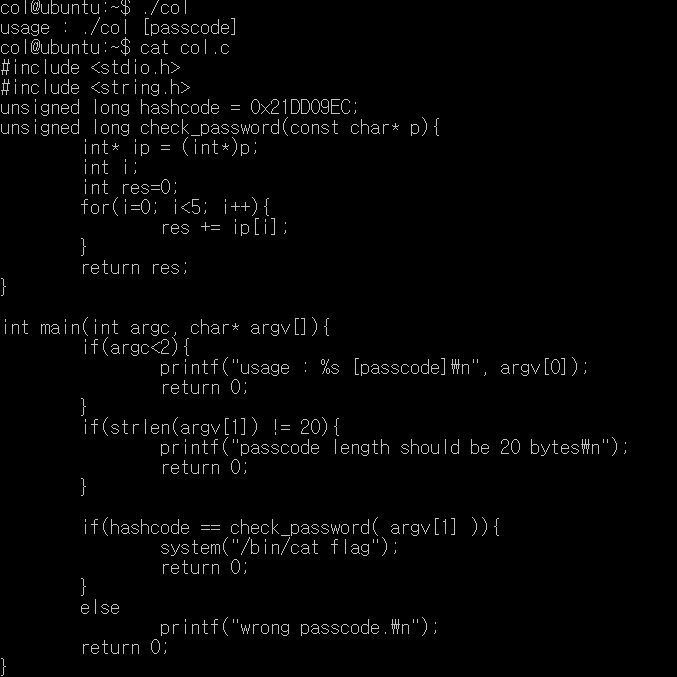 col@ubuntu:~$ ./col
usage : ./col [passcode]
col@ubuntu:~$ cat col.c
#include <stdio.h>
#include <string.h>
unsigned long hashcode = 0x21DD09EC;
unsigned long check_password(const char* p){
        int* ip = (int*)p;
        int i;
        int res=0;
        for(i=0; i<5; i++){
                res += ip[i];
        }
        return res;
}

int main(int argc, char* argv[]){
        if(argc<2){
                printf("usage : %s [passcode]₩n", argv[0]);
                return 0;
        }
        if(strlen(argv[1]) != 20){
                printf("passcode length should be 20 bytes₩n");
                return 0;
        }

        if(hashcode == check_password( argv[1] )){
                system("/bin/cat flag");
                return 0;
        }
        else
                printf("wrong passcode.₩n");
        return 0;
}